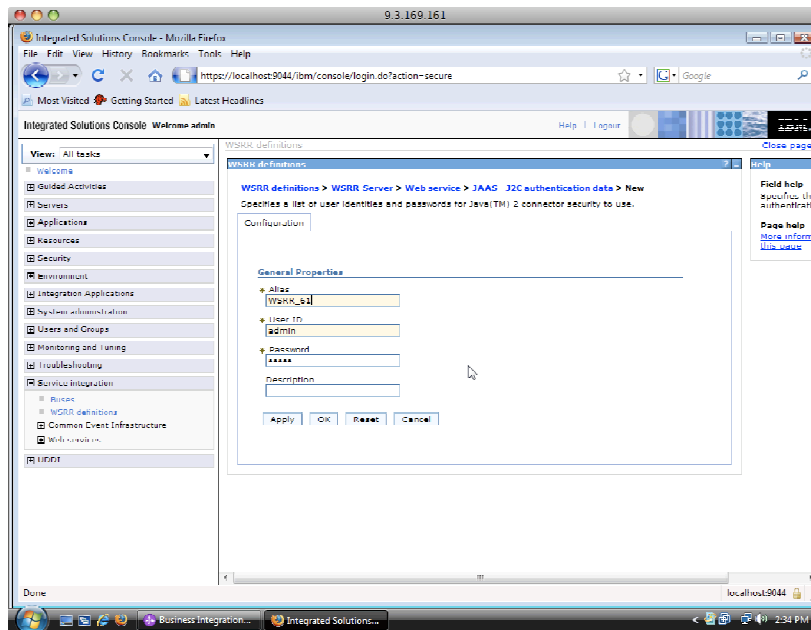 9.3.169.161
Integrated Solutions Console - Mozilla Firefox
File Edit View History Bookmarks Tools Help
https://localhost:9044/ibm/console/login.do?action=secure
Google
Most Visited Getting Started Latest Headlines
Integrated Solutions Console Welcome admin
Help | Logout
IBM.
View: All tasks
WSRR definitions
Close page
Welcome
Guided Activities
Servers
Applications
Resources
Security
Environment
Integration Applications
System administration
Users and Groups
Monitoring and Tuning
Troubleshooting
Service integration
Buses
WSRR definitions
Common Event Infrastructure
Web services
UDDI
WSRR definitions ? -
WSRR definitions > WSRR Server > Web service > JAAS - J2C authentication data > New
Specifies a list of user identities and passwords for Java(TM) 2 connector security to use.
Configuration
General Properties
* Alias
WSRR_61
* User ID
admin
* Password
•••••
Description
Apply OK Reset Cancel
Help
Field help
Specifies th
authenticat
Page help
More inform
this page
Done
localhost:9044
Business Integration...
Integrated Solutions...
< 2:34 PM